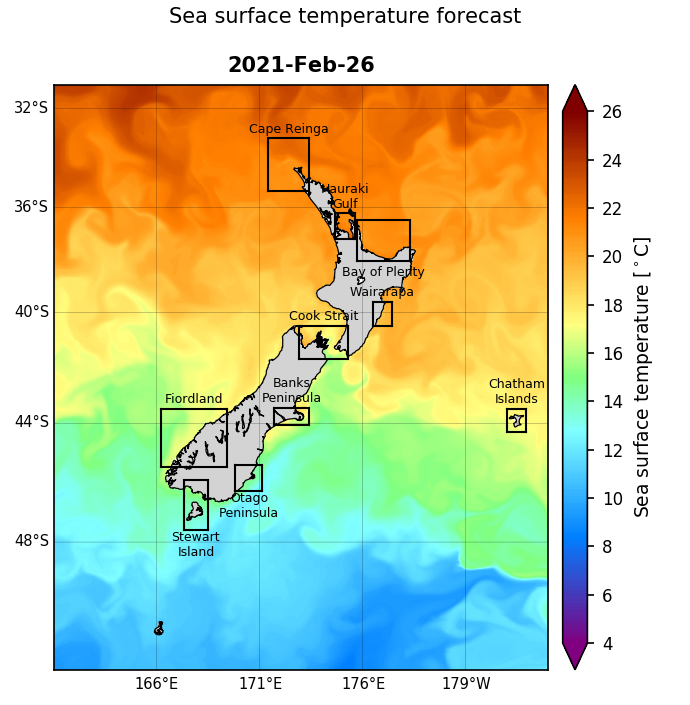 Sea surface temperature forecast
2021-Feb-26
32°S
36°S
40°S
44°S
48°S
166°E
171°E
176°E
179°W
Cape Reinga
Hauraki
Gulf
Bay of Plenty
Wairarapa
Cook Strait
Banks
Peninsula
Fiordland
Chatham
Islands
Otago
Peninsula
Stewart
Island
26
24
22
20
18
16
14
12
10
8
6
4
Sea surface temperature [°C]